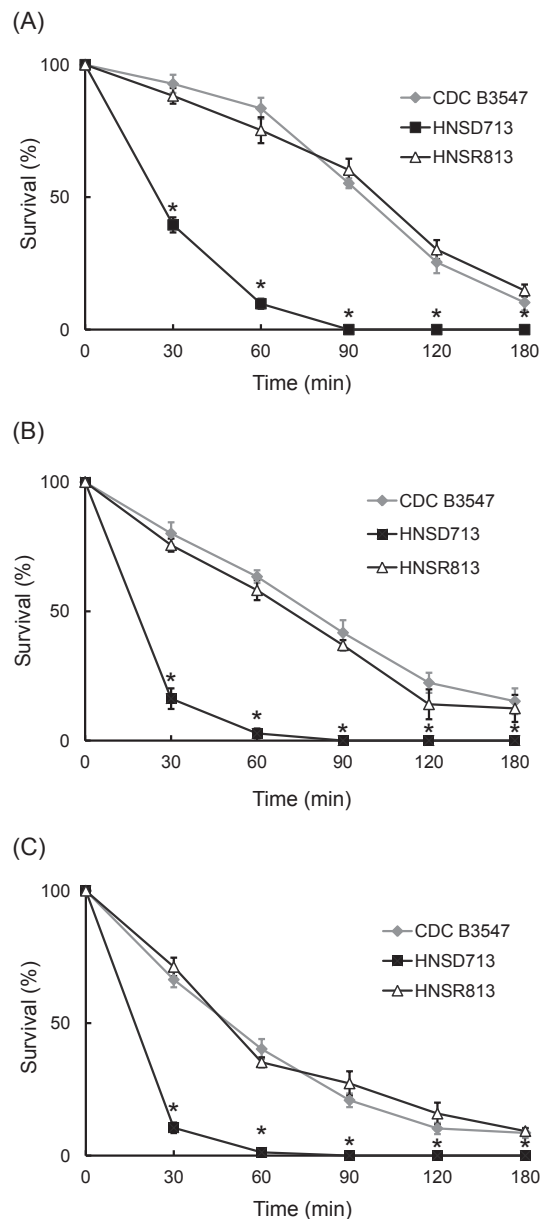 (A)
Survival (%)
100
50
0
CDC B3547
HNSD713
HNSR813
* * * * *
0 30 60 90 120 180
Time (min)
(B)
Survival (%)
100
50
0
CDC B3547
HNSD713
HNSR813
* * * * *
0 30 60 90 120 180
Time (min)
(C)
Survival (%)
100
50
0
CDC B3547
HNSD713
HNSR813
* * * * *
0 30 60 90 120 180
Time (min)